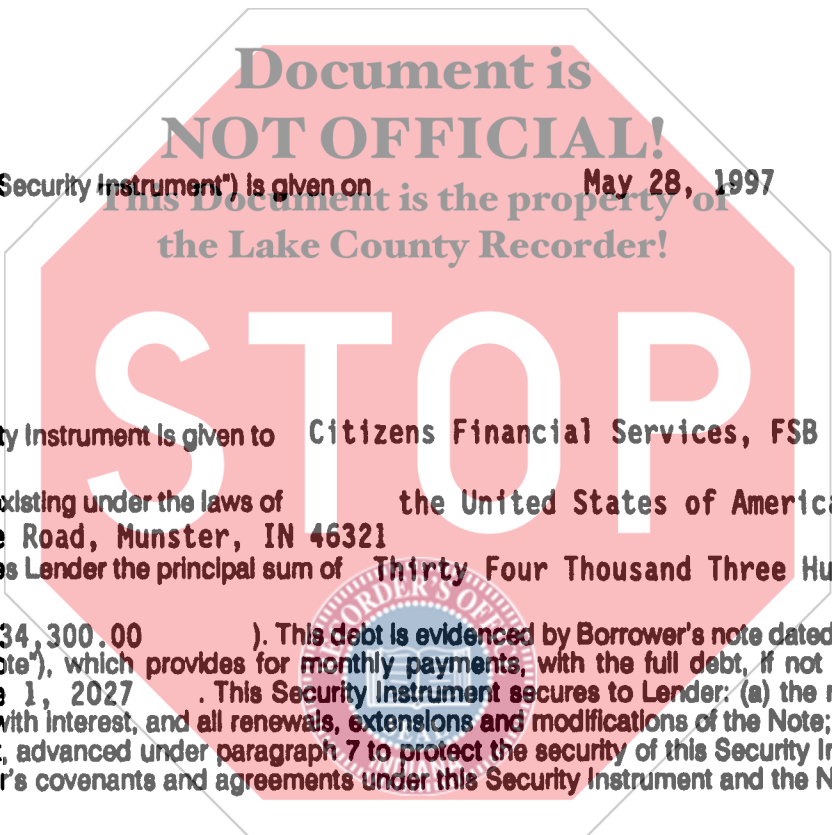 Document is
NOT OFFICIAL!
Security Instrument") is given on May 28, 1997
This Document is the property of
the Lake County Recorder!
STOP
ty Instrument is given to Citizens Financial Services, FSB
xisting under the laws of the United States of America
e Road, Munster, IN 46321
es Lender the principal sum of Thirty Four Thousand Three Hu
RECORDER'S OFFICE
34,300.00 ). This debt is evidenced by Borrower's note dated
ote"), which provides for monthly payments, with the full debt, if not
e 1, 2027 . This Security Instrument secures to Lender: (a) the r
with interest, and all renewals, extensions and modifications of the Note;
, advanced under paragraph 7 to protect the security of this Security In
r's covenants and agreements under this Security Instrument and the N
INDIANA